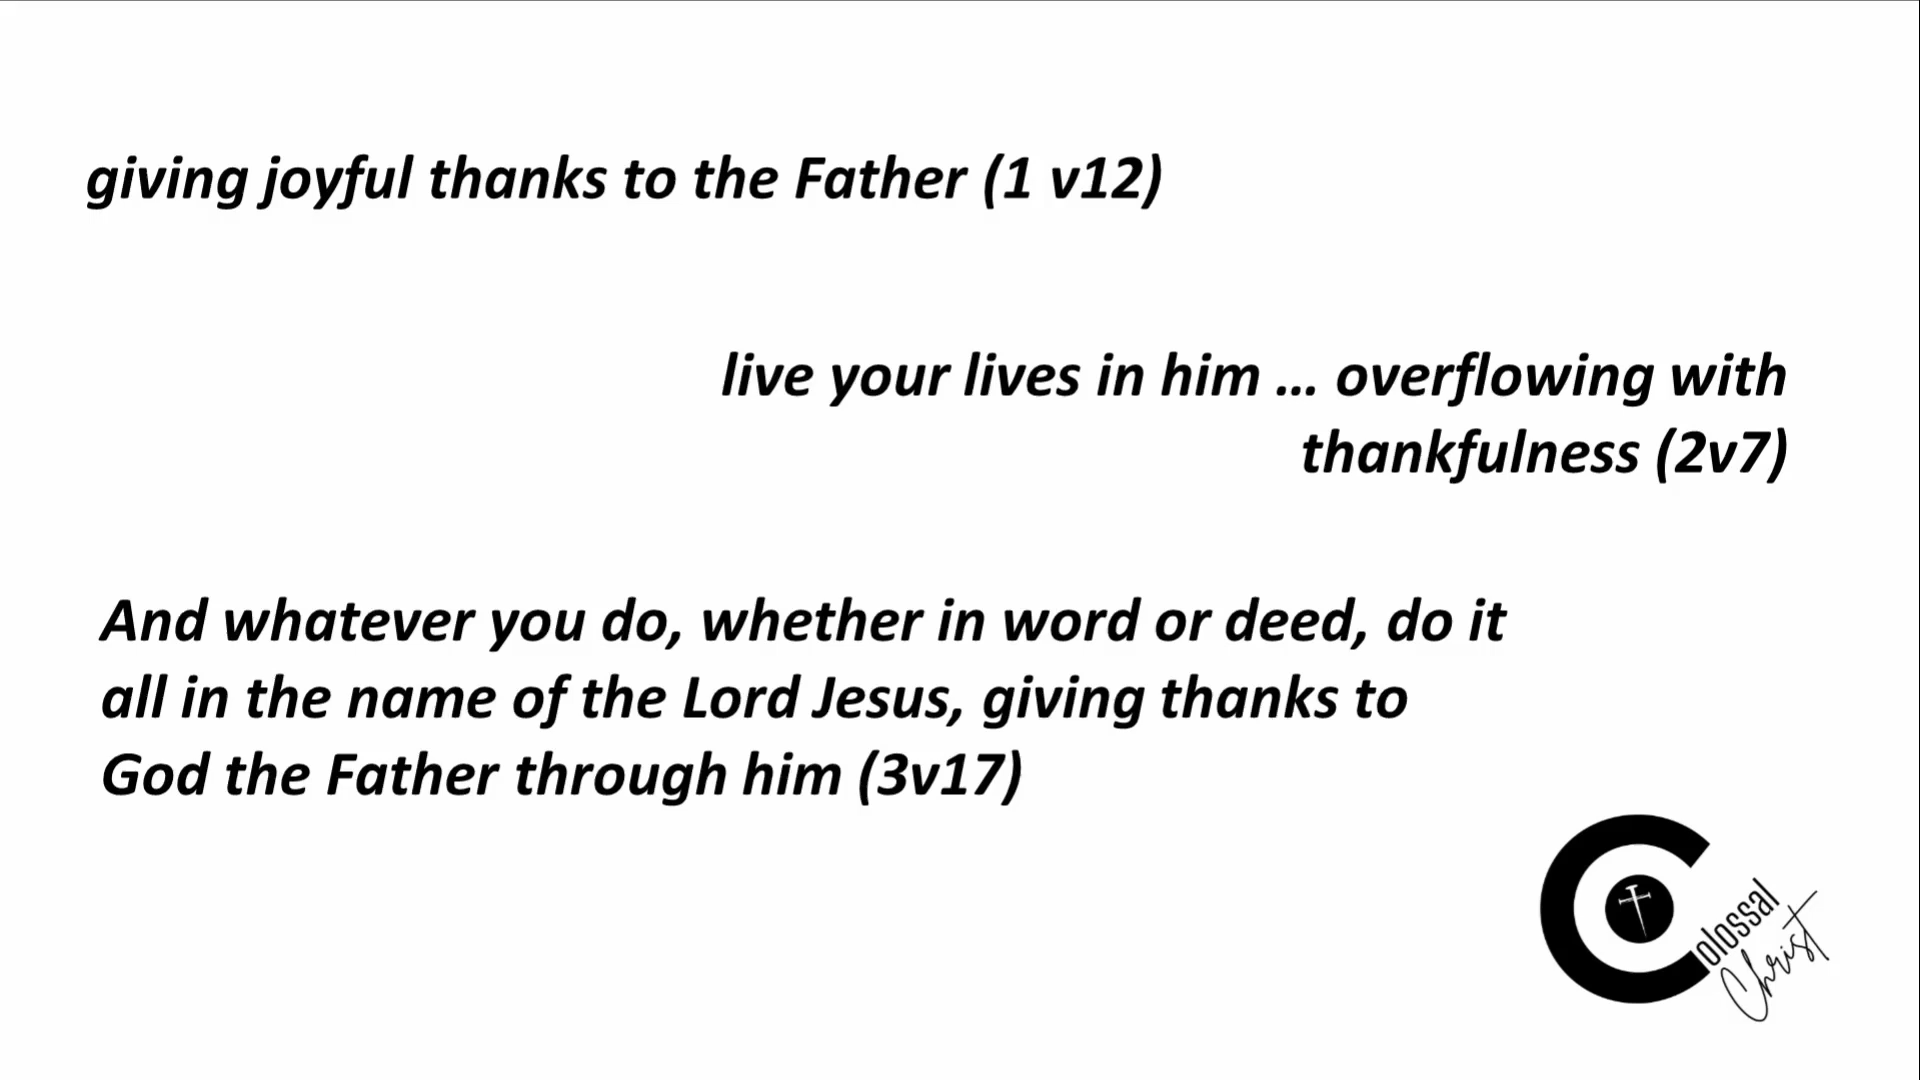 giving joyful thanks to the Father (1 v12)
live your lives in him ... overflowing with
thankfulness (2v7)
And whatever you do, whether in word or deed, do it
all in the name of the Lord Jesus, giving thanks to
God the Father through him (3v17)
Colossal
Christ